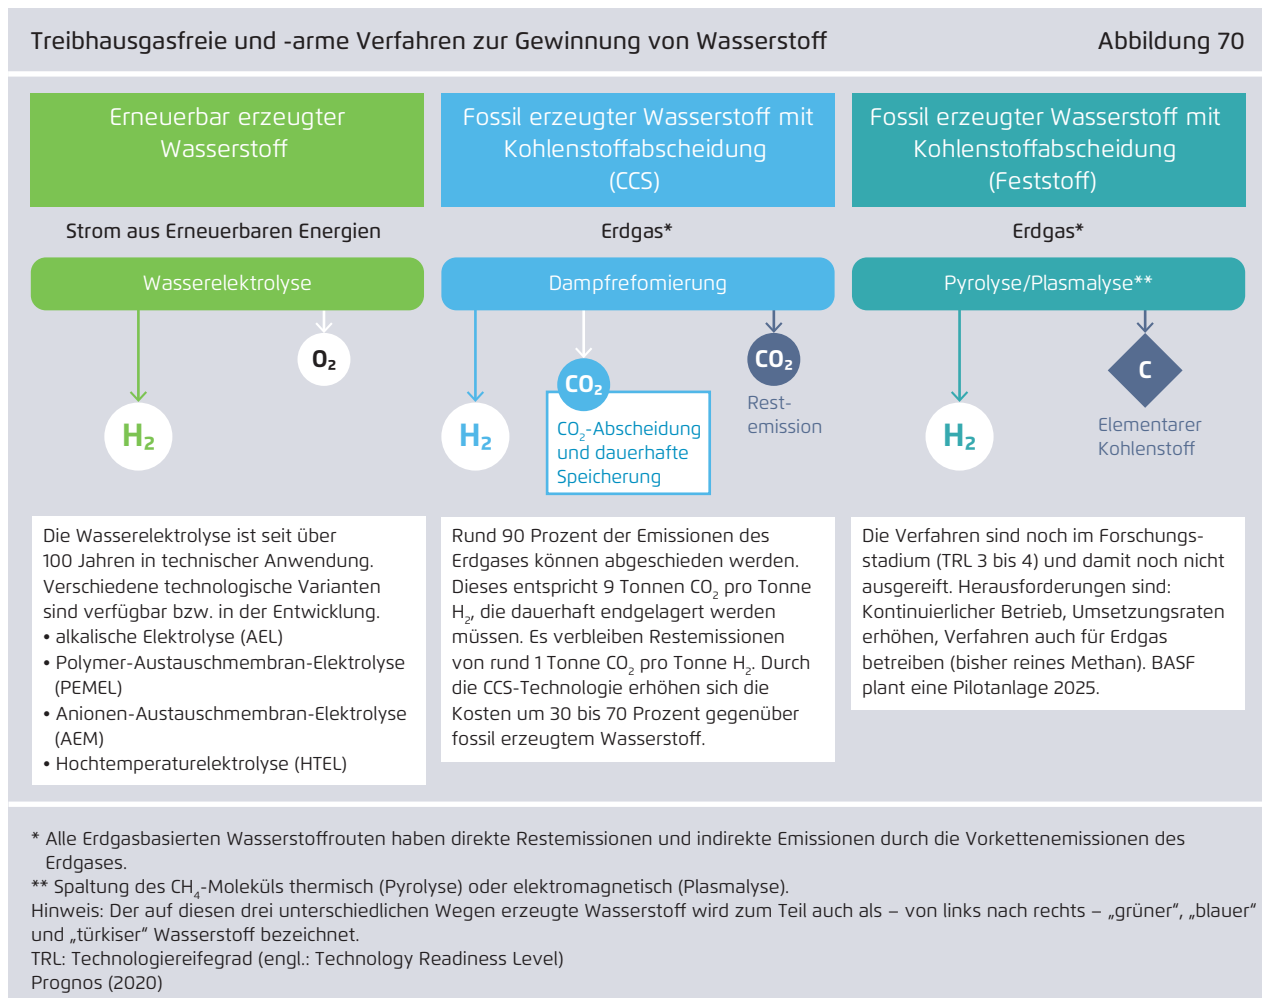 Treibhausgasfreie und -arme Verfahren zur Gewinnung von Wasserstoff
Abbildung 70
Erneuerbar erzeugter
Wasserstoff
Strom aus Erneuerbaren Energien
Wasserelektrolyse
O₂
H₂
Die Wasserelektrolyse ist seit über
100 Jahren in technischer Anwendung.
Verschiedene technologische Varianten
sind verfügbar bzw. in der Entwicklung.
• alkalische Elektrolyse (AEL)
• Polymer-Austauschmembran-Elektrolyse
(PEMEL)
• Anionen-Austauschmembran-Elektrolyse
(AEM)
• Hochtemperaturelektrolyse (HTEL)
Fossil erzeugter Wasserstoff mit
Kohlenstoffabscheidung
(CCS)
Erdgas*
Dampfrefomierung
H₂
CO₂
CO₂-Abscheidung
und dauerhafte
Speicherung
CO₂
Rest-
emission
Rund 90 Prozent der Emissionen des
Erdgases können abgeschieden werden.
Dieses entspricht 9 Tonnen CO₂ pro Tonne
H₂, die dauerhaft endgelagert werden
müssen. Es verbleiben Restemissionen
von rund 1 Tonne CO₂ pro Tonne H₂. Durch
die CCS-Technologie erhöhen sich die
Kosten um 30 bis 70 Prozent gegenüber
fossil erzeugtem Wasserstoff.
Fossil erzeugter Wasserstoff mit
Kohlenstoffabscheidung
(Feststoff)
Erdgas*
Pyrolyse/Plasmalyse**
H₂
C
Elementarer
Kohlenstoff
Die Verfahren sind noch im Forschungs-
stadium (TRL 3 bis 4) und damit noch nicht
ausgereift. Herausforderungen sind:
Kontinuierlicher Betrieb, Umsetzungsraten
erhöhen, Verfahren auch für Erdgas
betreiben (bisher reines Methan). BASF
plant eine Pilotanlage 2025.
* Alle Erdgasbasierten Wasserstoffrouten haben direkte Restemissionen und indirekte Emissionen durch die Vorkettenemissionen des
Erdgases.
** Spaltung des CH₄-Moleküls thermisch (Pyrolyse) oder elektromagnetisch (Plasmalyse).
Hinweis: Der auf diesen drei unterschiedlichen Wegen erzeugte Wasserstoff wird zum Teil auch als – von links nach rechts – „grüner“, „blauer“
und „türkiser“ Wasserstoff bezeichnet.
TRL: Technologiereifegrad (engl.: Technology Readiness Level)
Prognos (2020)